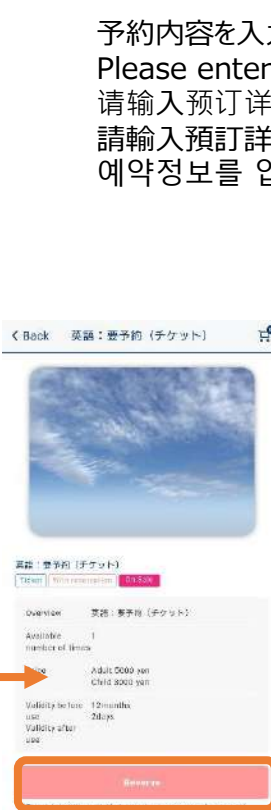 予約内容を入
Please enter
请输入预订详
請輸入預訂詳
예약정보를 입
Back 英語：要予約（チケット）
英語：要予約（チケット）
Ticket With reservation On Sale
Overview 英語：要予約（チケット）
Available 1
number of times
Price Adult 5000 yen
Child 3000 yen
Validity before 12months
use 2days
Validity after
use
Reserve